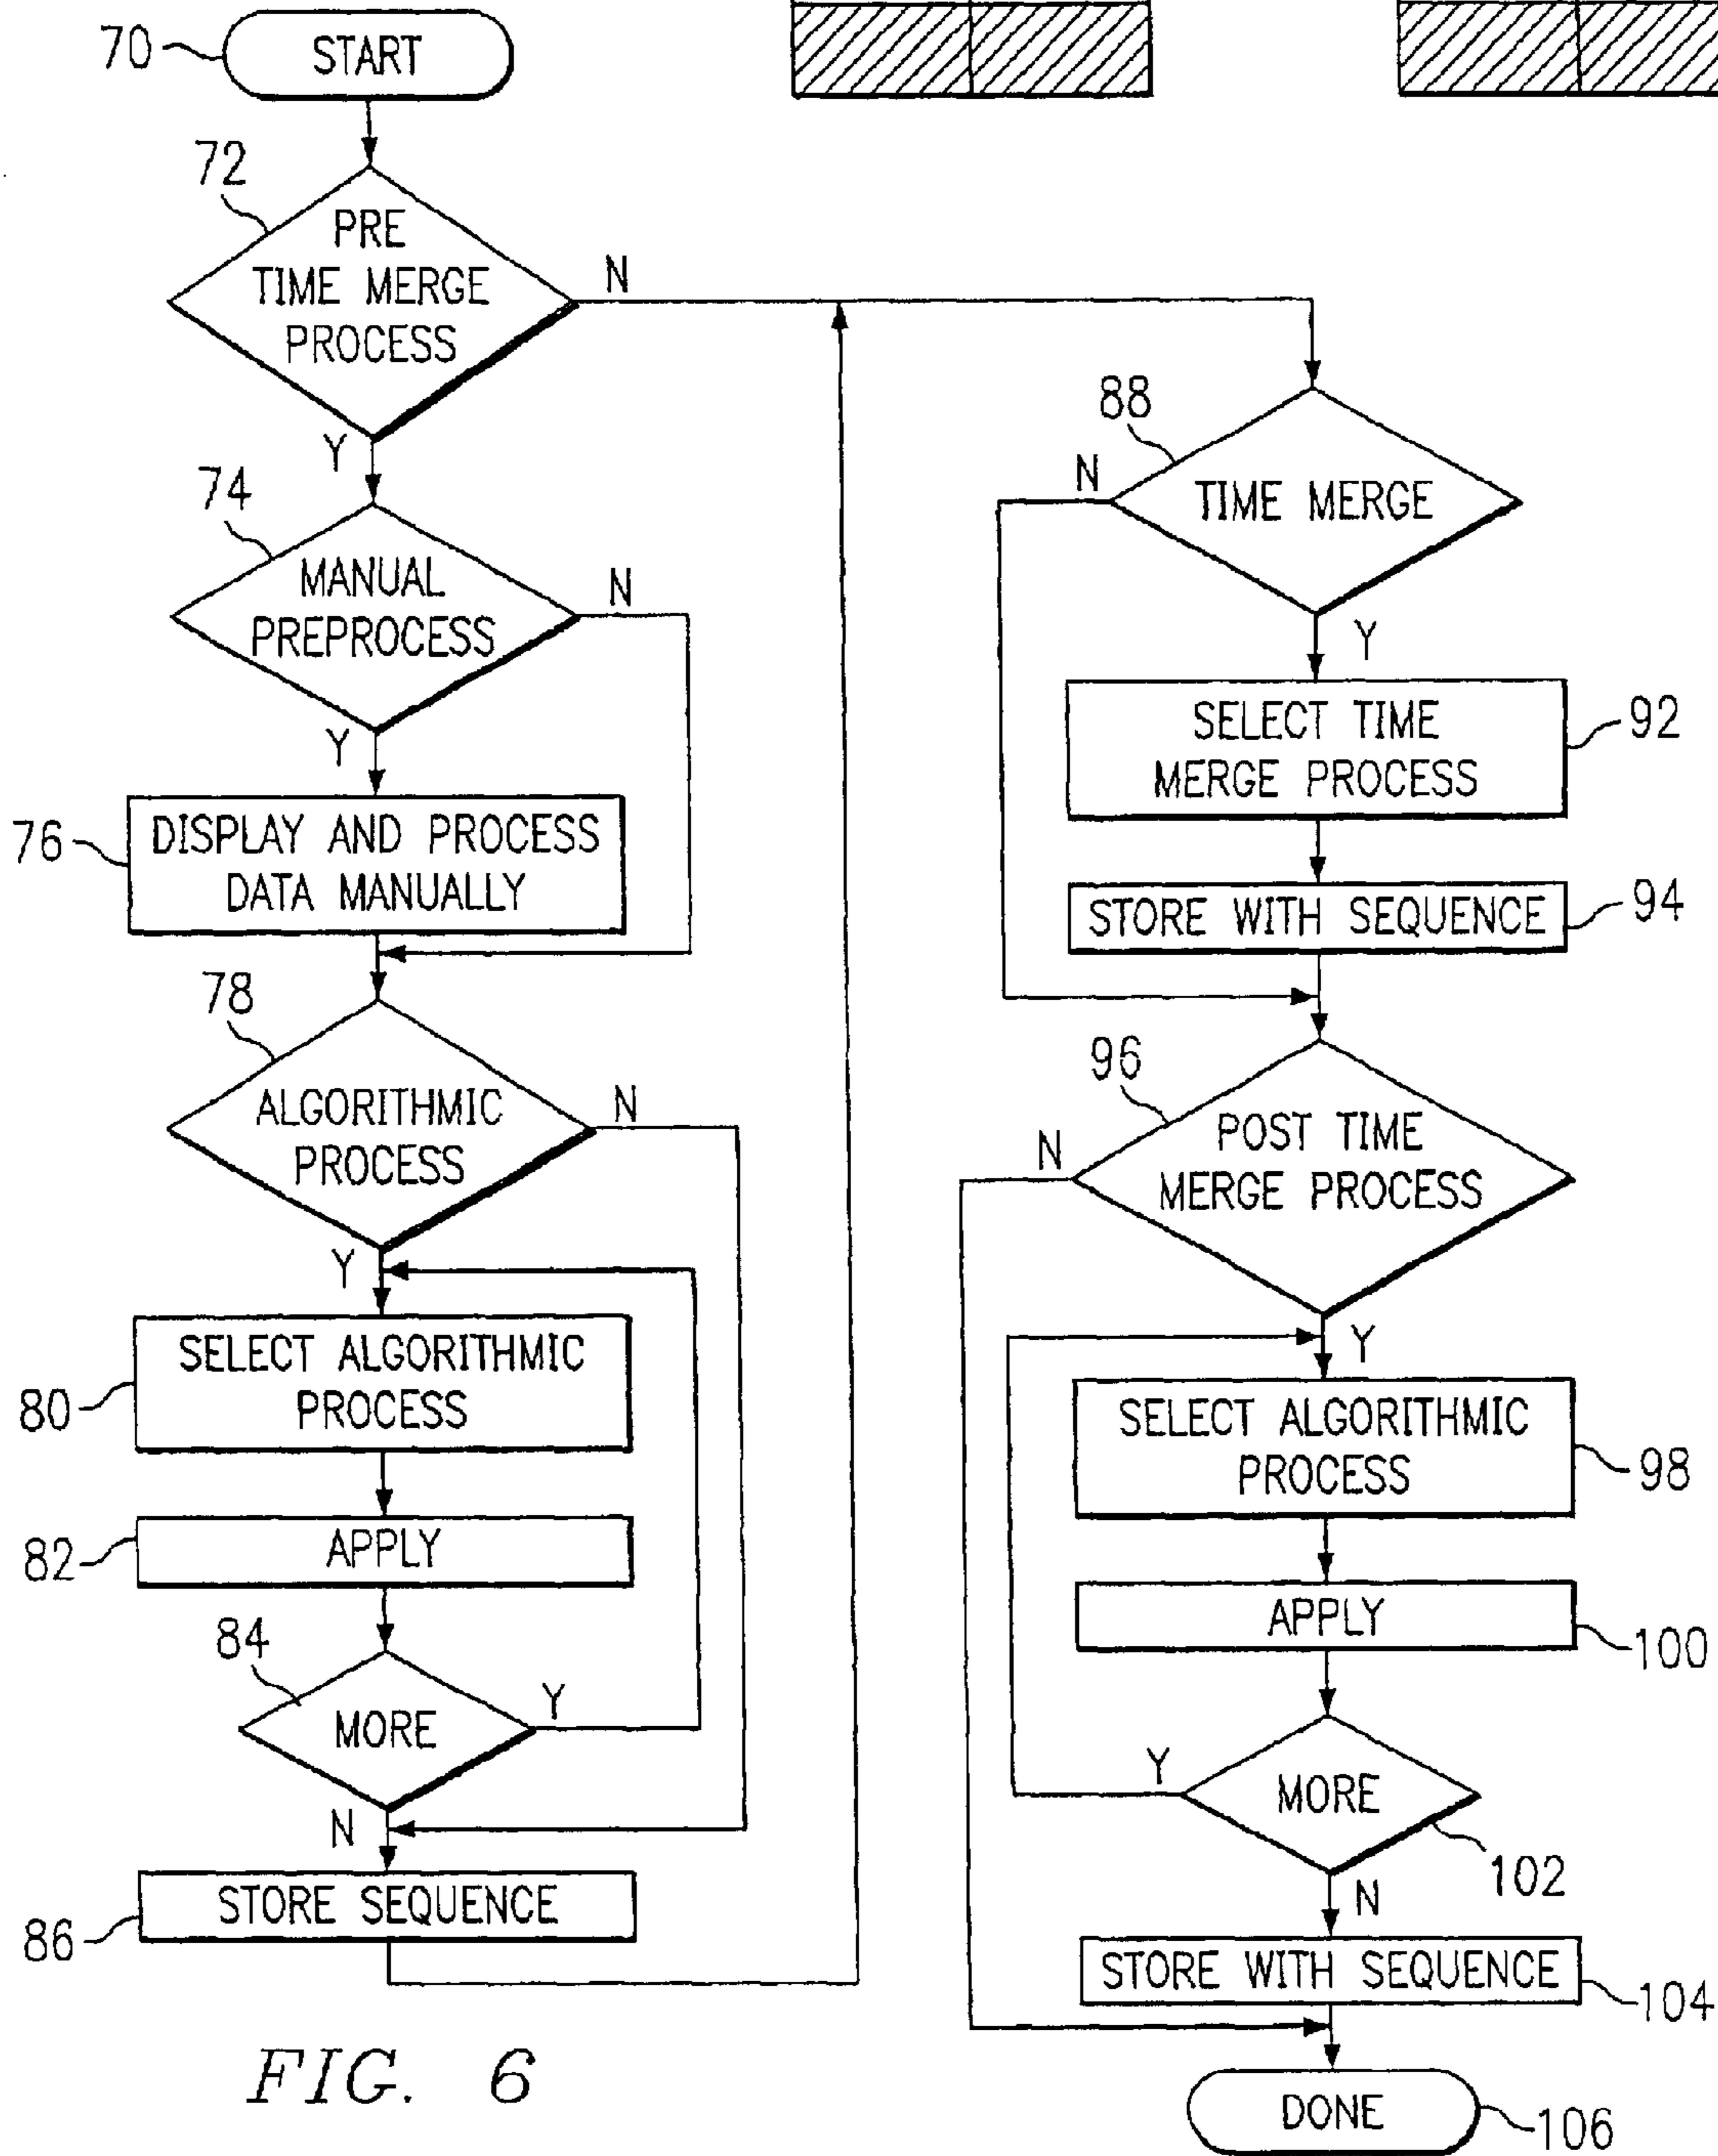 70
START
72
PRE
TIME MERGE
PROCESS
N
Y
74
MANUAL
PREPROCESS
N
Y
76
DISPLAY AND PROCESS
DATA MANUALLY
78
ALGORITHMIC
PROCESS
N
Y
80
SELECT ALGORITHMIC
PROCESS
82
APPLY
84
MORE
Y
N
86
STORE SEQUENCE
88
TIME MERGE
N
Y
SELECT TIME
MERGE PROCESS
92
STORE WITH SEQUENCE
94
96
POST TIME
MERGE PROCESS
N
Y
SELECT ALGORITHMIC
PROCESS
98
APPLY
100
MORE
Y
102
N
STORE WITH SEQUENCE
104
DONE
106
FIG. 6